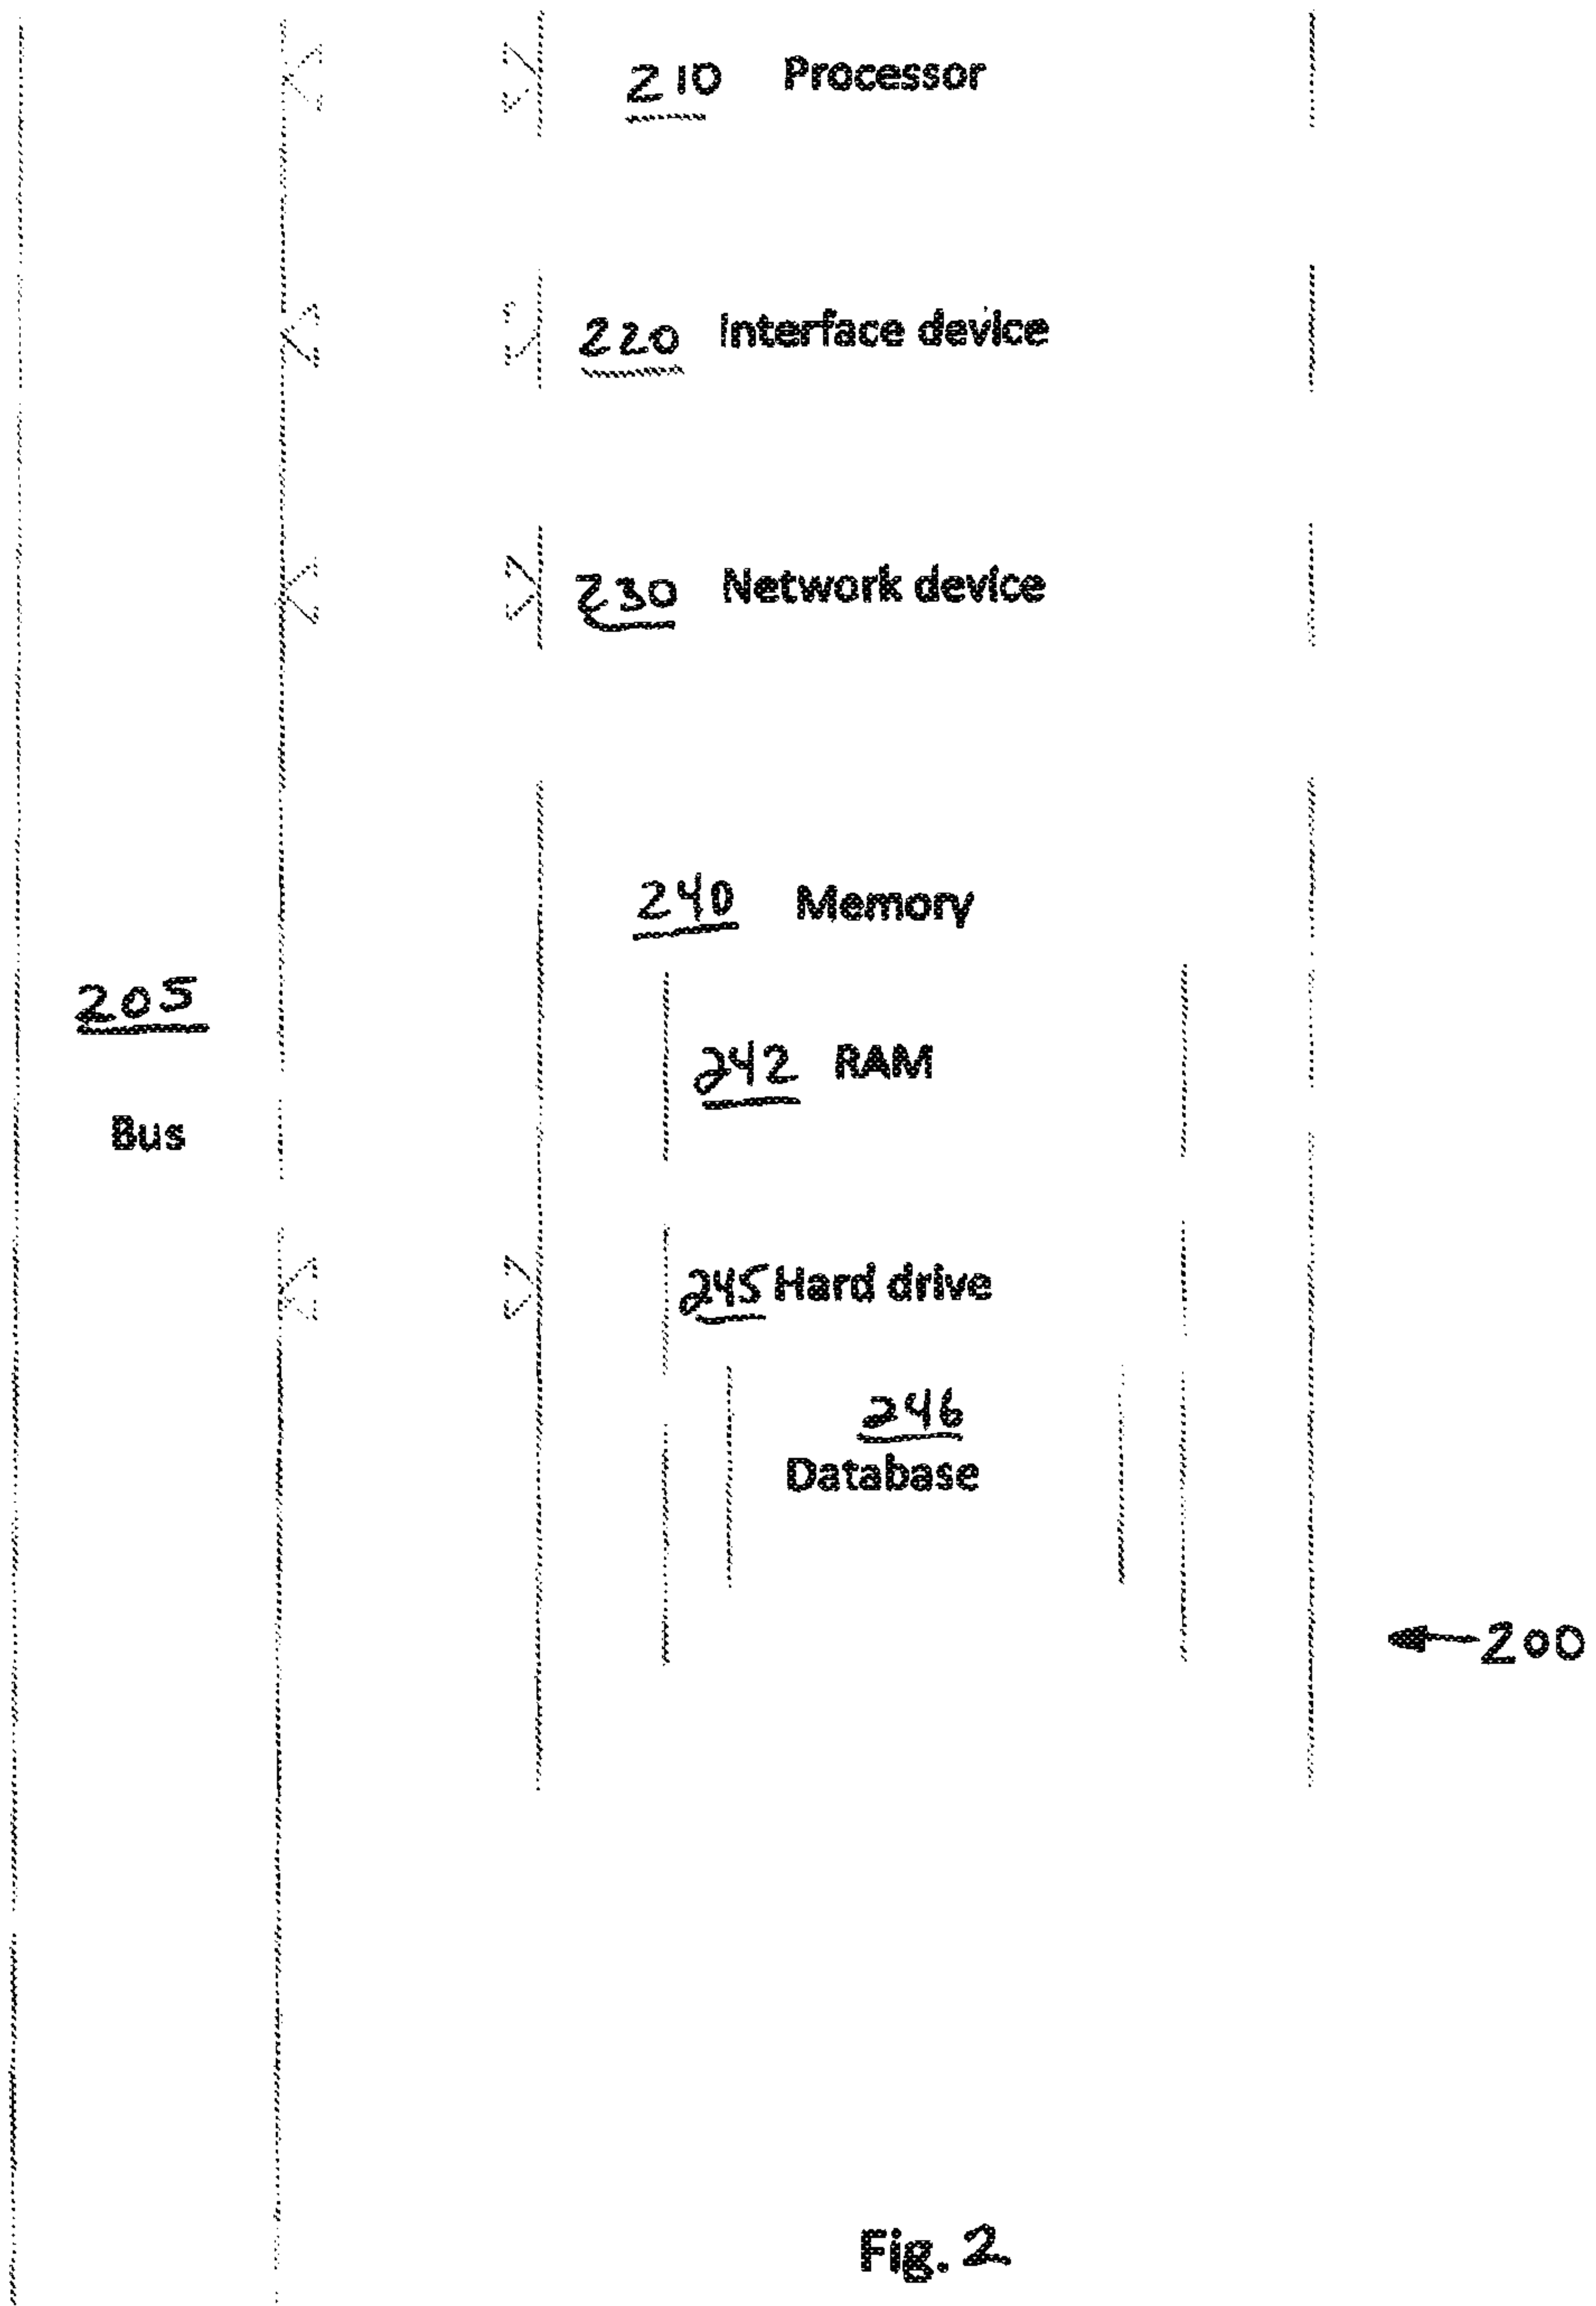 210 Processor
220 Interface device
230 Network device
240 Memory
205
Bus
242 RAM
245 Hard drive
246
Database
200
Fig. 2